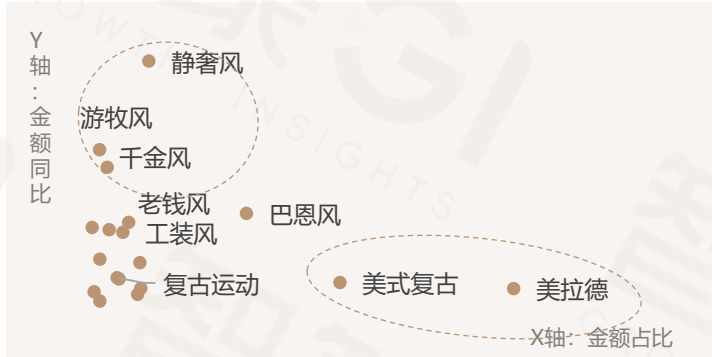 Y轴：金额同比
静奢风
游牧风
千金风
老钱风
巴恩风
工装风
复古运动
美式复古
美拉德
X轴：金额占比
INSIGHTS